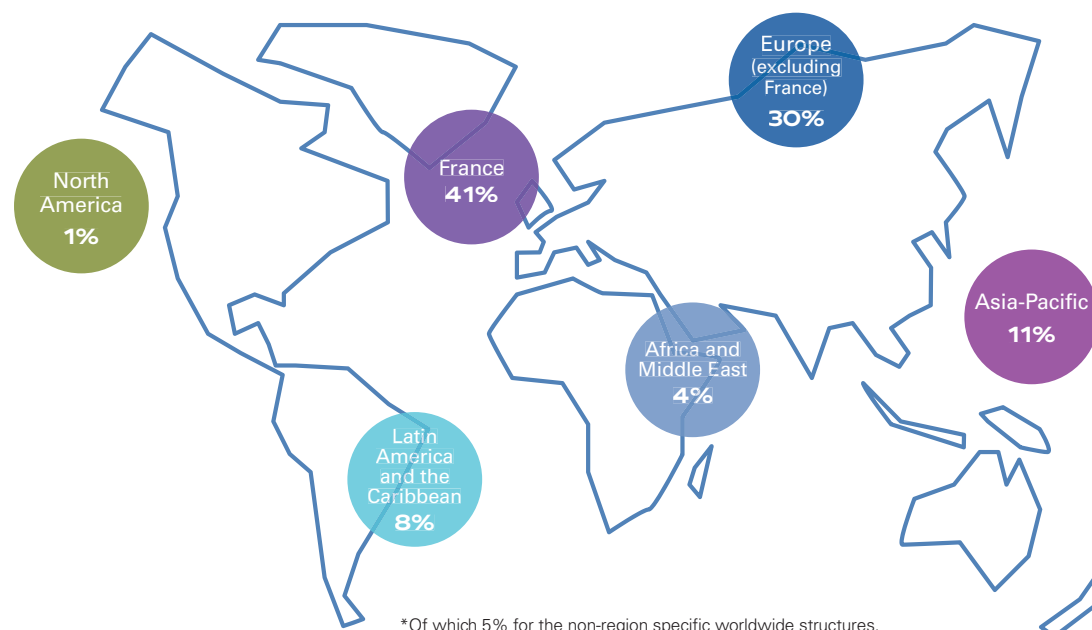 Europe
(excluding
France)
30%
France
41%
North
America
1%
Asia-Pacific
11%
Africa and
Middle East
4%
Latin
America
and the
Caribbean
8%
*Of which 5% for the non-region specific worldwide structures.